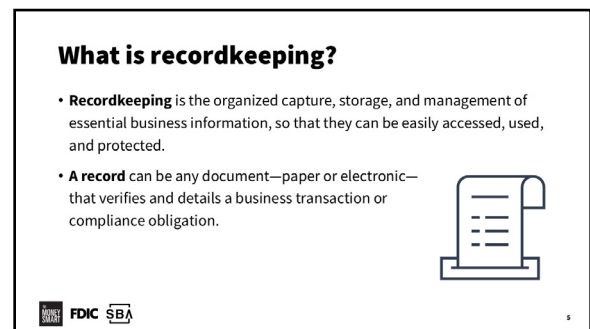 What is recordkeeping?
• Recordkeeping is the organized capture, storage, and management of
essential business information, so that they can be easily accessed, used,
and protected.
• A record can be any document—paper or electronic—
that verifies and details a business transaction or
compliance obligation.
MONEY
SMART
FDIC
SBA
5